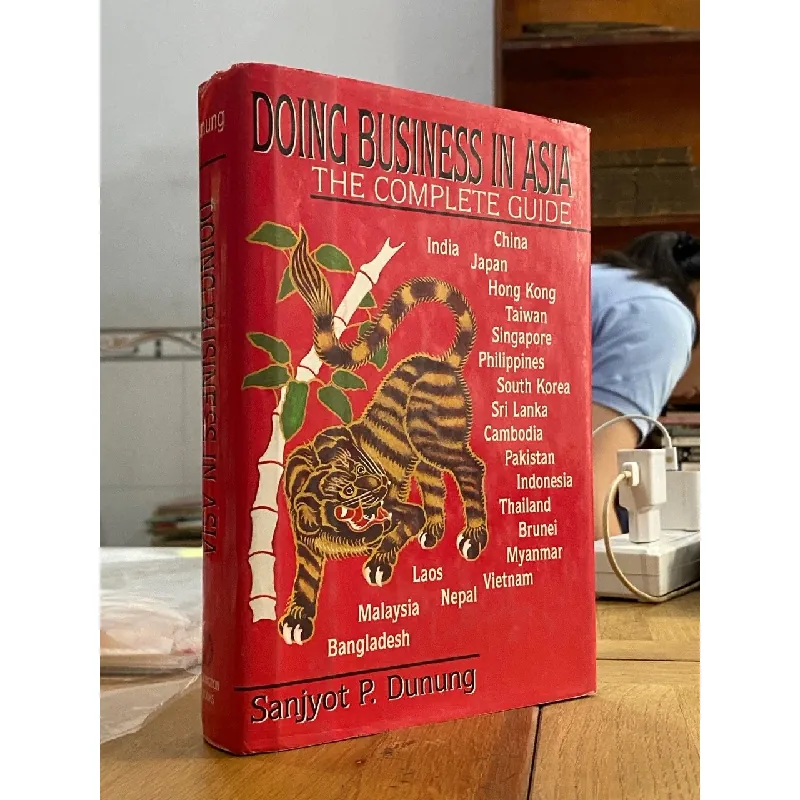 DOING BUSINESS IN ASIA
THE COMPLETE GUIDE
China
India
Japan
Hong Kong
Taiwan
Singapore
Philippines
South Korea
Sri Lanka
Cambodia
Pakistan
Indonesia
Thailand
Brunei
Myanmar
Vietnam
Laos
Nepal
Malaysia
Bangladesh
Sanjyot P. Dunung
DOING BUSINESS IN ASIA